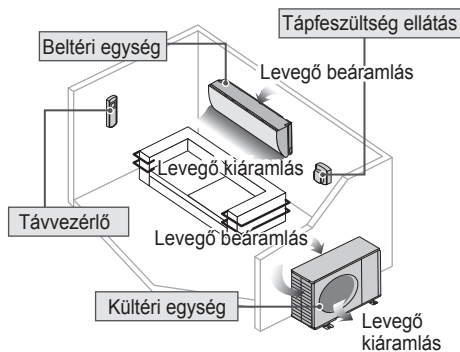 Tápfeszültség ellátás
Beltéri egység
Levegő beáramlás
Levegő kiáramlás
Távvezérlő
Levegő beáramlás
Kültéri egység
Levegő
kiáramlás